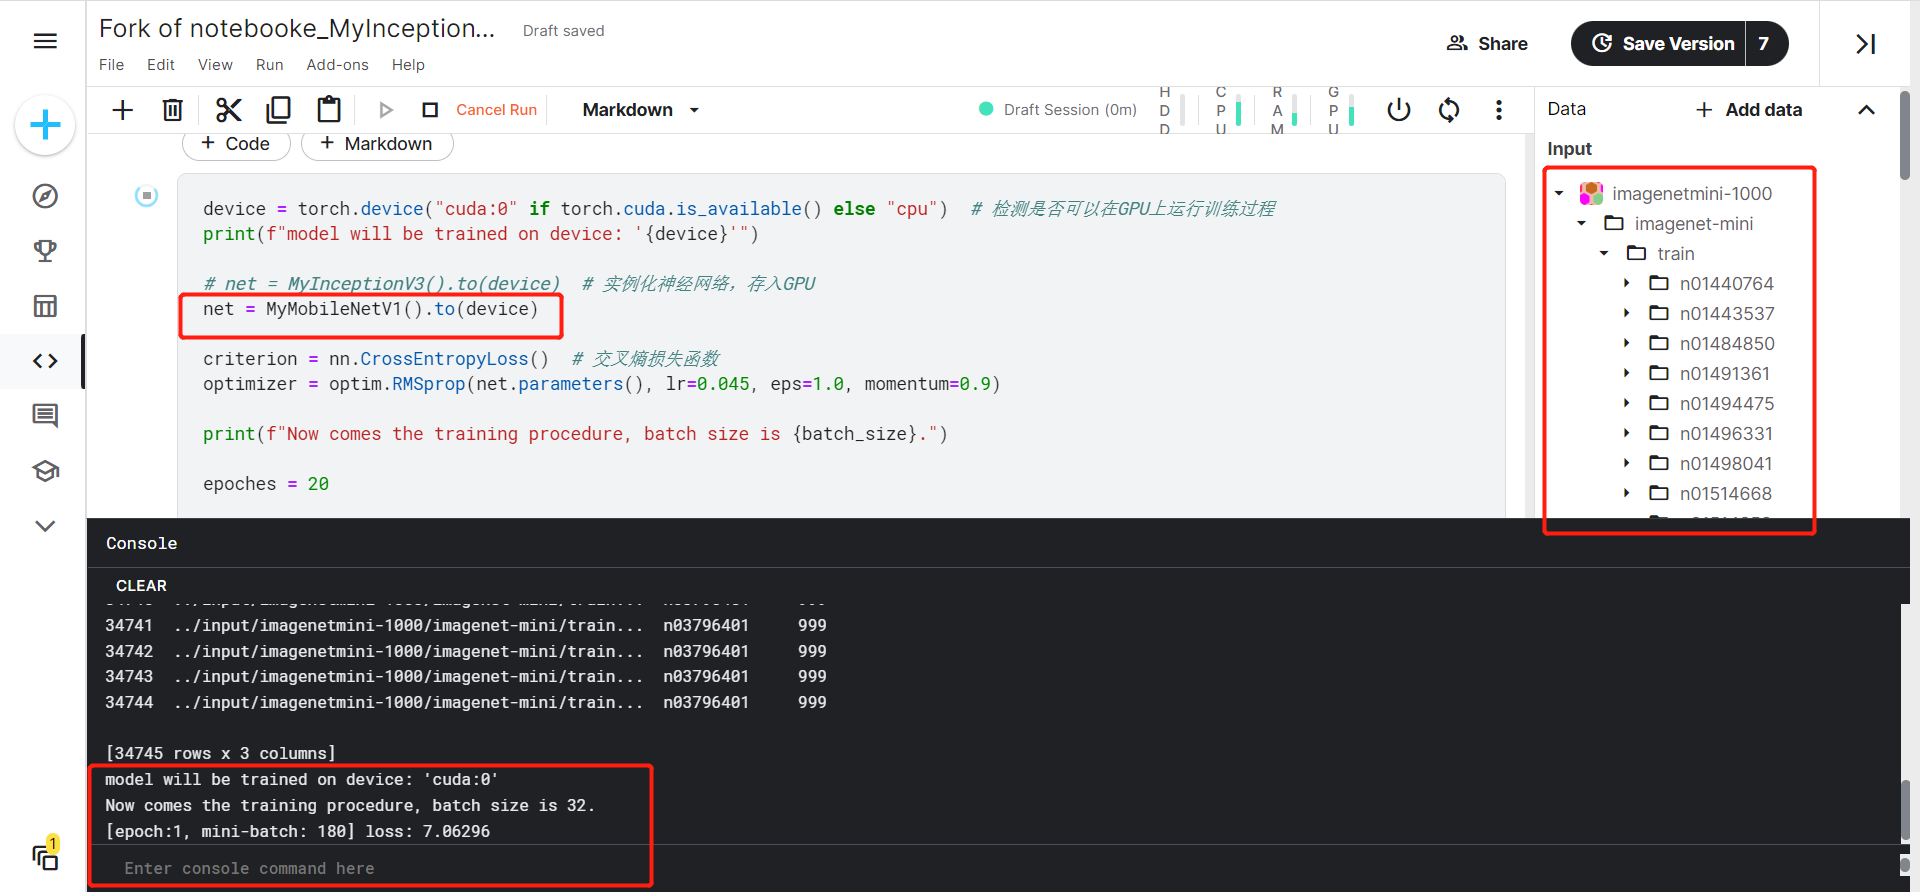 Fork of notebooke_MyInception...
Draft saved
File Edit View Run Add-ons Help
Share
Save Version 7
Cancel Run
Markdown
Draft Session (0m)
HDD
CPU
RAM
GPU
+ Code
+ Markdown
device = torch.device("cuda:0" if torch.cuda.is_available() else "cpu")  # 检测是否可以在GPU上运行训练过程
print(f"model will be trained on device: '{device}'")
# net = MyInceptionV3().to(device)  # 实例化神经网络，存入GPU
net = MyMobileNetV1().to(device)
criterion = nn.CrossEntropyLoss()  # 交叉熵损失函数
optimizer = optim.RMSprop(net.parameters(), lr=0.045, eps=1.0, momentum=0.9)
print(f"Now comes the training procedure, batch size is {batch_size}.")
epoches = 20
Data
+ Add data
Input
imagenetmini-1000
imagenet-mini
train
n01440764
n01443537
n01484850
n01491361
n01494475
n01496331
n01498041
n01514668
Console
CLEAR
34741 ../input/imagenetmini-1000/imagenet-mini/train... n03796401 999
34742 ../input/imagenetmini-1000/imagenet-mini/train... n03796401 999
34743 ../input/imagenetmini-1000/imagenet-mini/train... n03796401 999
34744 ../input/imagenetmini-1000/imagenet-mini/train... n03796401 999
[34745 rows x 3 columns]
model will be trained on device: 'cuda:0'
Now comes the training procedure, batch size is 32.
[epoch:1, mini-batch: 180] loss: 7.06296
Enter console command here
1